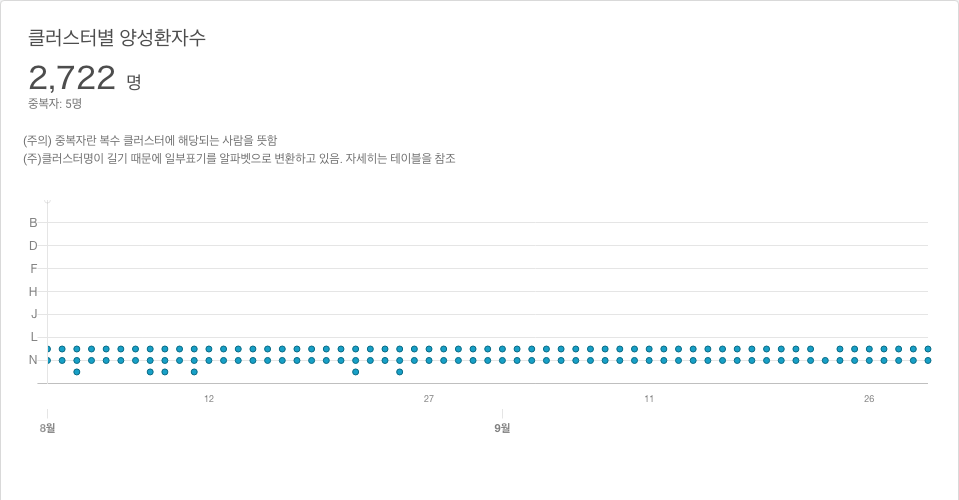 클러스터별 양성환자수
2,722 명
중복자: 5명
(주의) 중복자란 복수 클러스터에 해당되는 사람을 뜻함
(주)클러스터명이 길기 때문에 일부표기를 알파벳으로 변환하고 있음. 자세히는 테이블을 참조
B
D
F
H
J
L
N
12 27 11 26
8월 9월